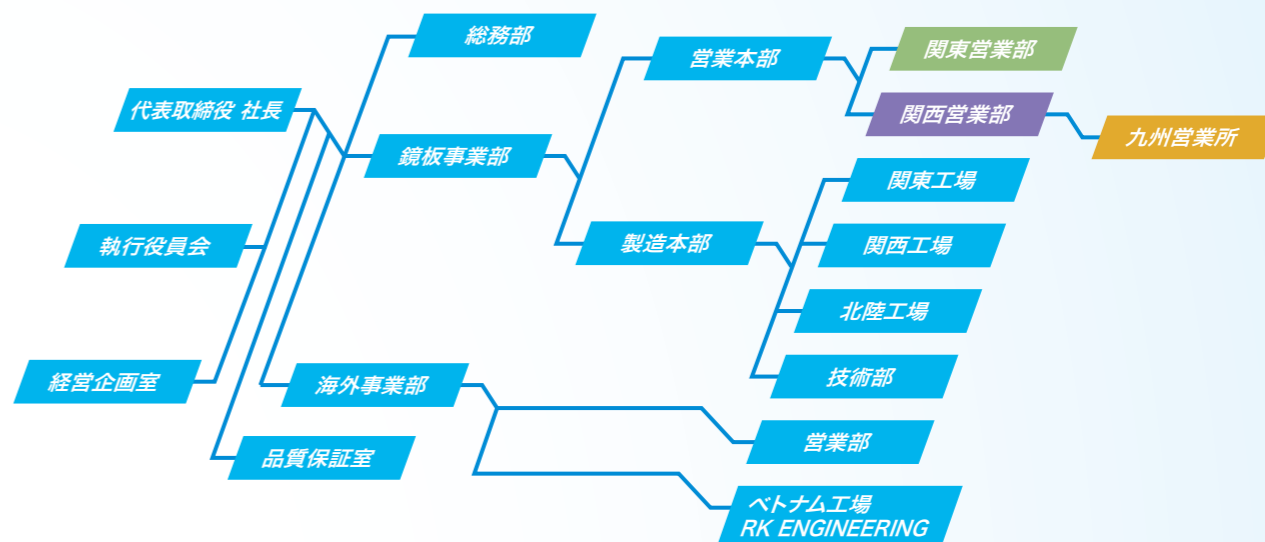 総務部
営業本部
関東営業部
代表取締役 社長
関西営業部
九州営業所
鏡板事業部
関東工場
執行役員会
製造本部
関西工場
北陸工場
経営企画室
海外事業部
技術部
営業部
品質保証室
ベトナム工場
RK ENGINEERING